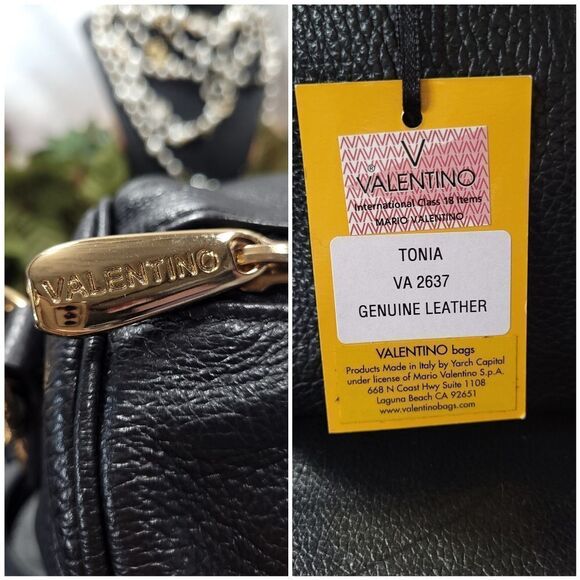 VALENTINO
V
® VALENTINO
International Class 18 Items
MARIO VALENTINO
TONIA
VA 2637
GENUINE LEATHER
VALENTINO bags
Products Made in Italy by Yarch Capital
under license of Mario Valentino S.p.A.
668 N Coast Hwy Suite 1108
Laguna Beach CA 92651
www.valentinobags.com